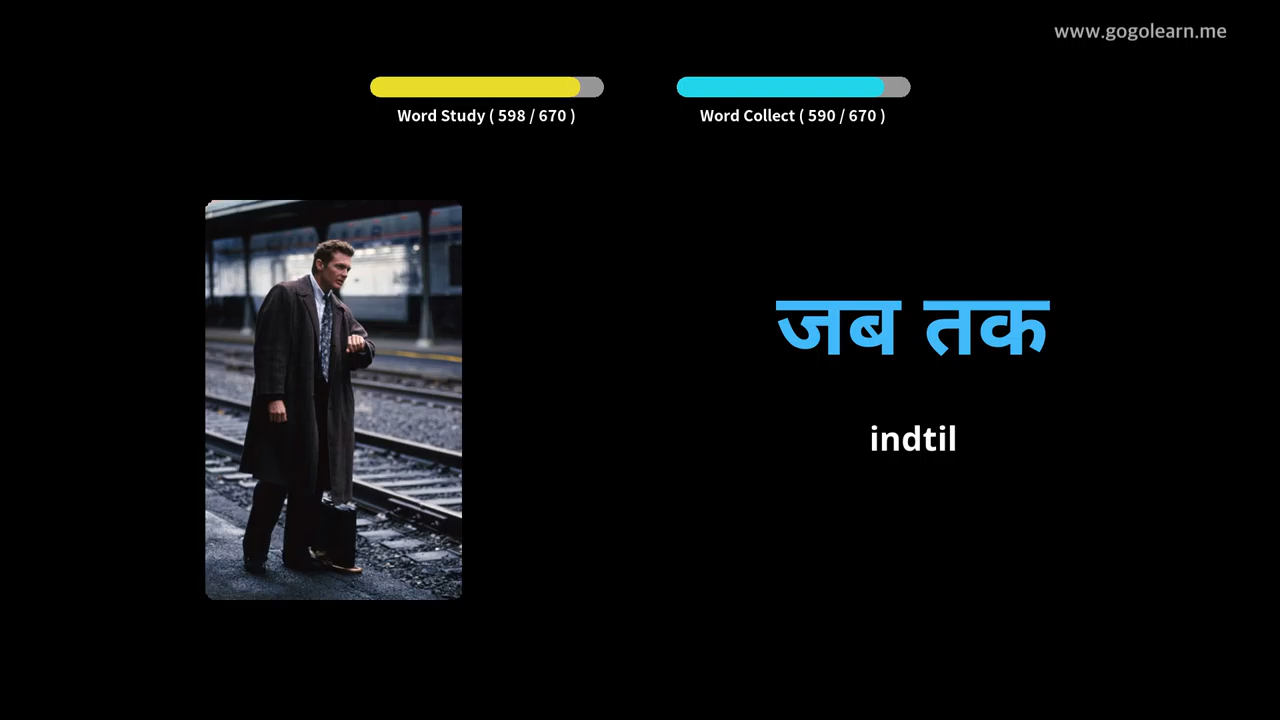 www.gogolearn.me
Word Study ( 598 / 670 )
Word Collect ( 590 / 670 )
जब तक
indtil